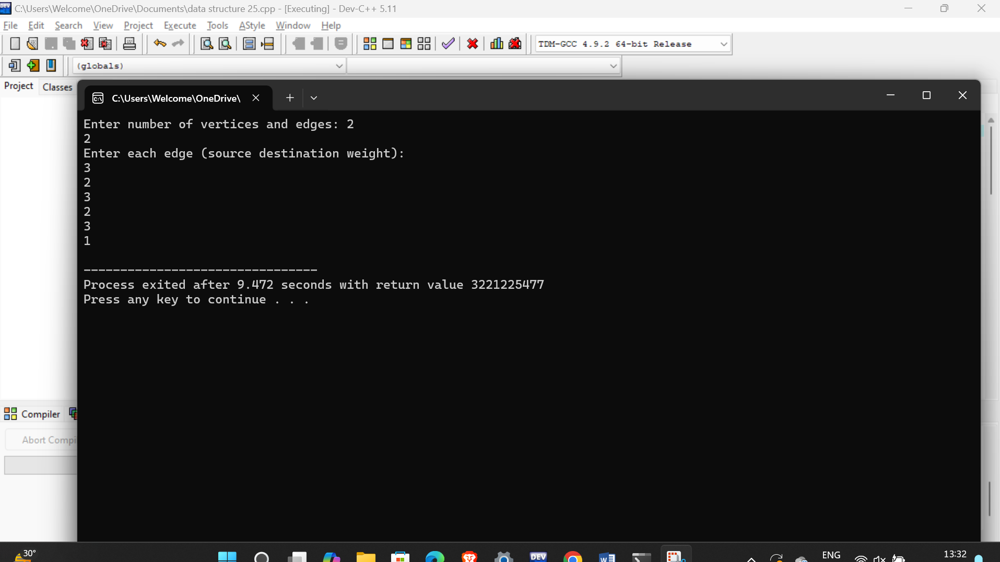 C:\Users\Welcome\OneDrive\Documents\data structure 25.cpp - [Executing] - Dev-C++ 5.11
File Edit Search View Project Execute Tools AStyle Window Help
TDM-GCC 4.9.2 64-bit Release
(globals)
Project Classes
C:\Users\Welcome\OneDrive\
Enter number of vertices and edges: 2
2
Enter each edge (source destination weight):
3
2
3
2
3
1
--------------------------------
Process exited after 9.472 seconds with return value 3221225477
Press any key to continue . . .
Compiler
Abort Compi
30°
DEV
ENG
13:32